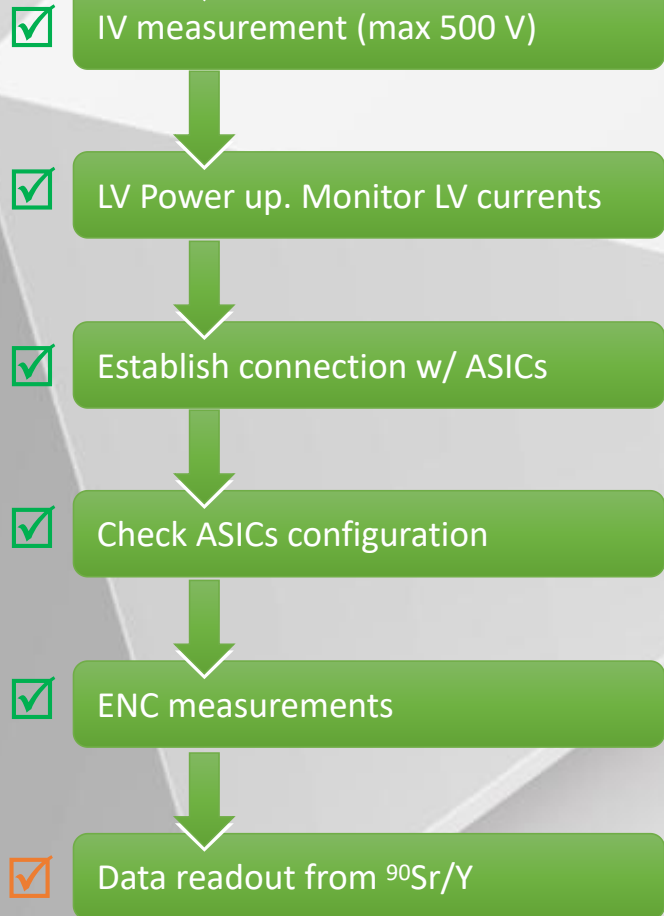 IV measurement (max 500 V)
LV Power up. Monitor LV currents
Establish connection w/ ASICs
Check ASICs configuration
ENC measurements
Data readout from ⁹⁰Sr/Y